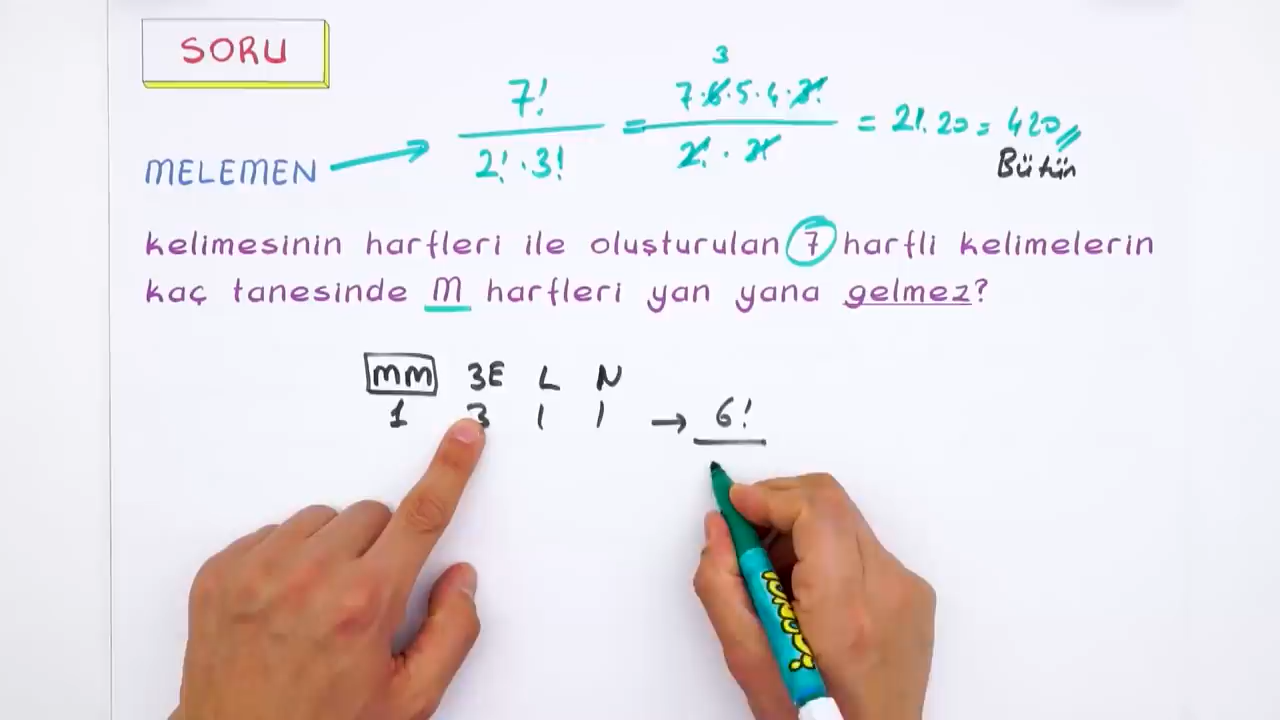 SORU
MELEMEN → 7! / 2! · 3! = 7 · 6 · 5 · 4 · 3! / 2! · 3! = 21 . 20 = 420
3
Bütün
kelimesinin harfleri ile oluşturulan 7 harfli kelimelerin
kaç tanesinde M harfleri yan yana gelmez?
MM 3E L N
1 3 1 1 → 6!